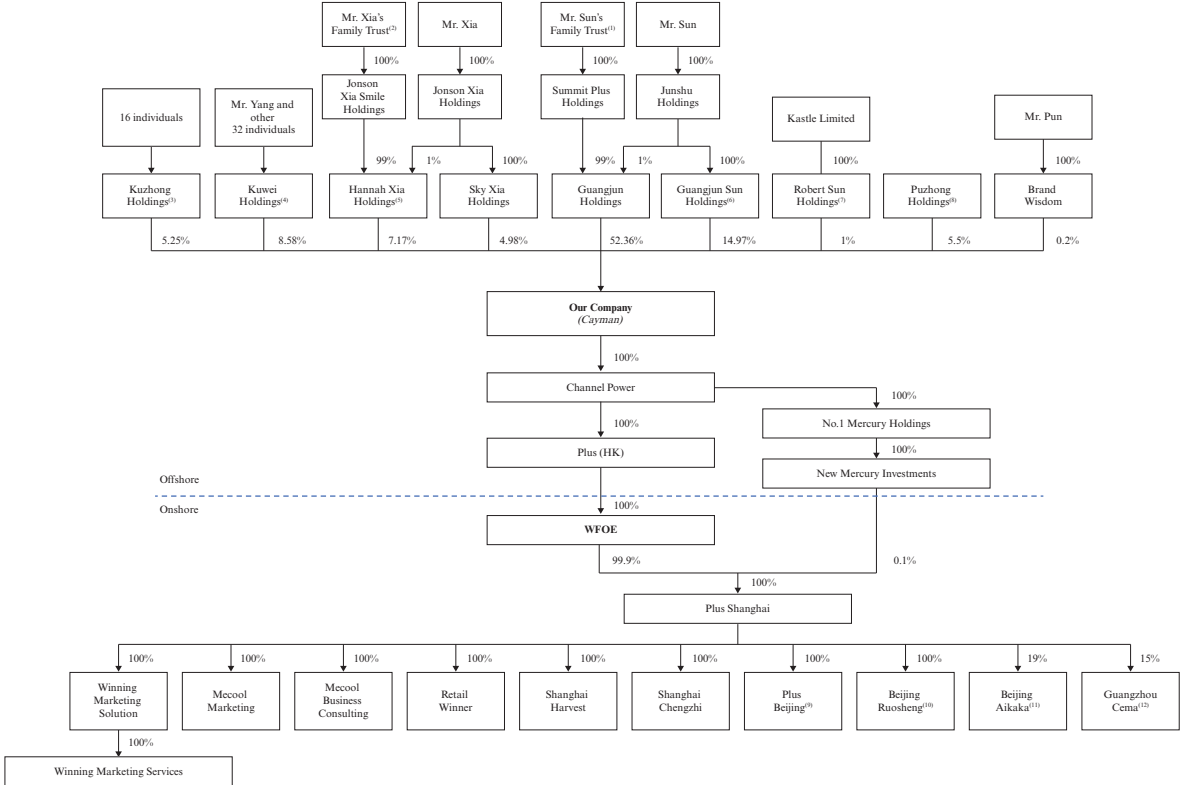 Mr. Xia's
Family Trust(2)
Mr. Xia
Mr. Sun's
Family Trust(1)
Mr. Sun
100%
100%
100%
100%
16 individuals
Mr. Yang and
other
32 individuals
Jonson
Xia Smile
Holdings
Jonson Xia
Holdings
Summit Plus
Holdings
Junshu
Holdings
Kastle Limited
Mr. Pun
99%
1%
100%
99%
1%
100%
100%
100%
Kuzhong
Holdings(3)
Kuwei
Holdings(4)
Hannah Xia
Holdings(5)
Sky Xia
Holdings
Guangjun
Holdings
Guangjun Sun
Holdings(6)
Robert Sun
Holdings(7)
Puzhong
Holdings(8)
Brand
Wisdom
5.25%
8.58%
7.17%
4.98%
52.36%
14.97%
1%
5.5%
0.2%
Our Company
(Cayman)
100%
Channel Power
100%
100%
No.1 Mercury Holdings
Plus (HK)
100%
New Mercury Investments
Offshore
Onshore
100%
WFOE
99.9%
0.1%
100%
Plus Shanghai
100%
100%
100%
100%
100%
100%
100%
100%
19%
15%
Winning
Marketing
Solution
Mecool
Marketing
Mecool
Business
Consulting
Retail
Winner
Shanghai
Harvest
Shanghai
Chengzhi
Plus
Beijing(9)
Beijing
Ruosheng(10)
Beijing
Aikaka(11)
Guangzhou
Cema(12)
100%
Winning Marketing Services